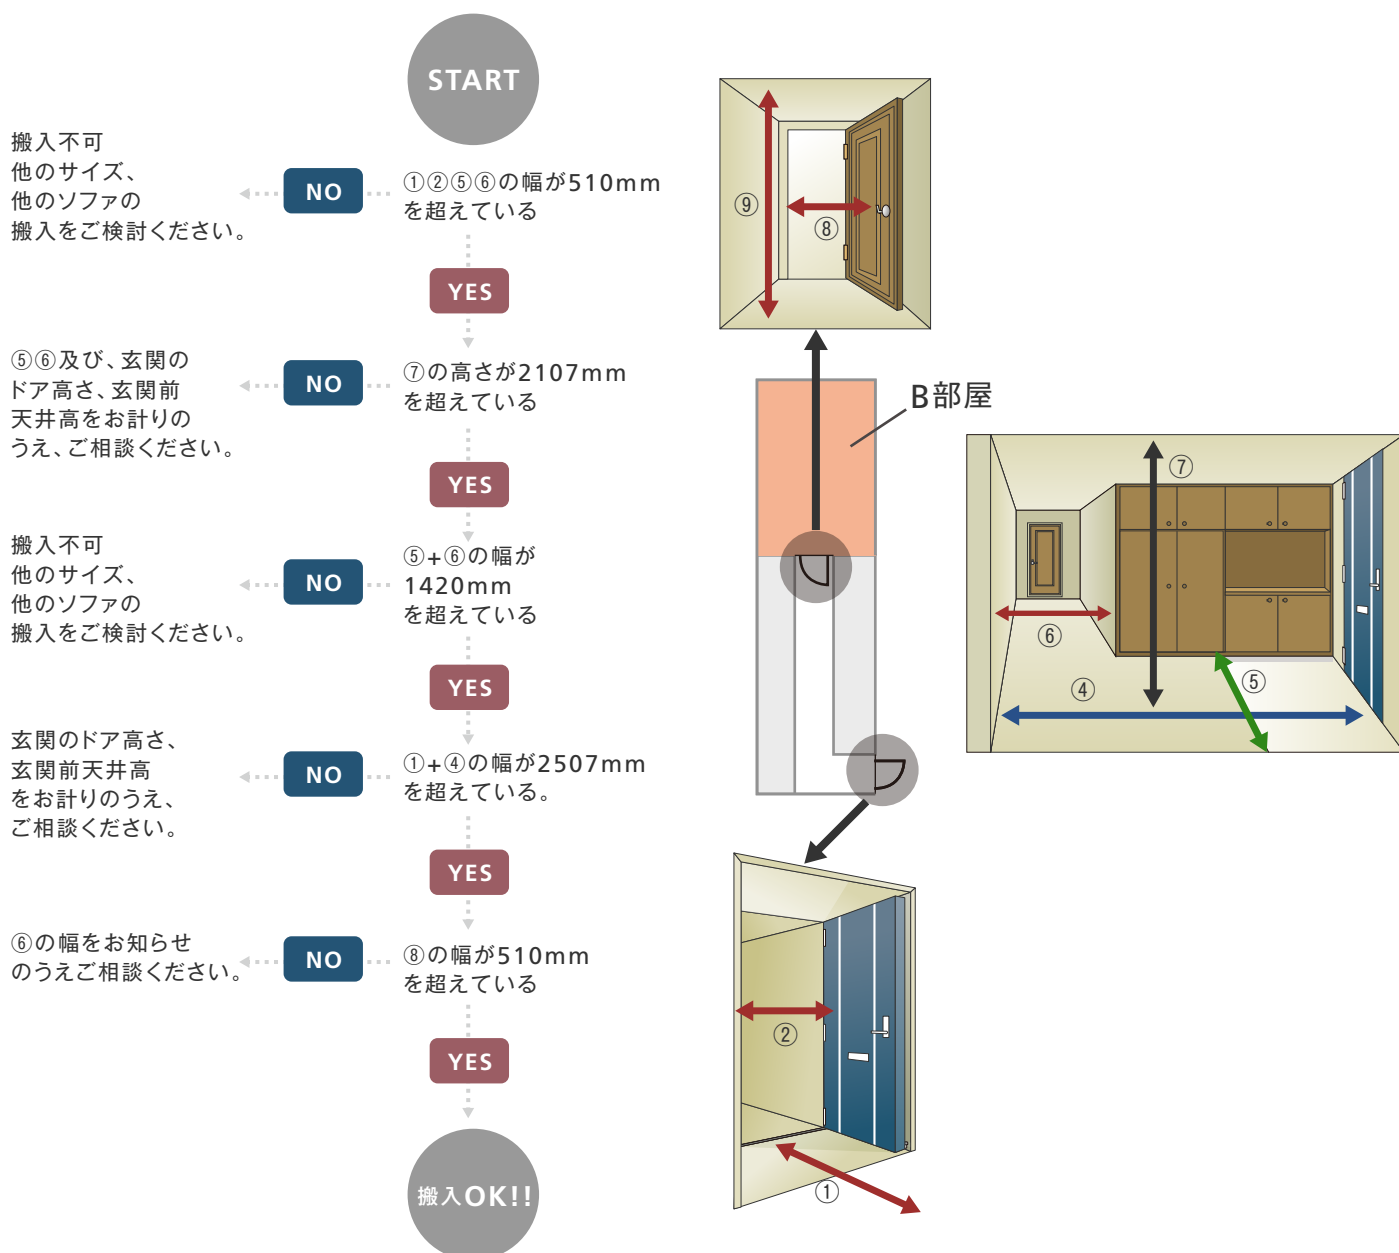 START
①②⑤⑥の幅が510mm
を超えている
NO
搬入不可
他のサイズ、
他のソファの
搬入をご検討ください。
YES
⑦の高さが2107mm
を超えている
NO
⑤⑥及び、玄関の
ドア高さ、玄関前
天井高をお計りの
うえ、ご相談ください。
YES
⑤+⑥の幅が
1420mm
を超えている
NO
搬入不可
他のサイズ、
他のソファの
搬入をご検討ください。
YES
①+④の幅が2507mm
を超えている。
NO
玄関のドア高さ、
玄関前天井高
をお計りのうえ、
ご相談ください。
YES
⑧の幅が510mm
を超えている
NO
⑥の幅をお知らせ
のうえご相談ください。
YES
搬入OK!!
⑨
⑧
B部屋
⑦
⑥
⑤
④
②
①